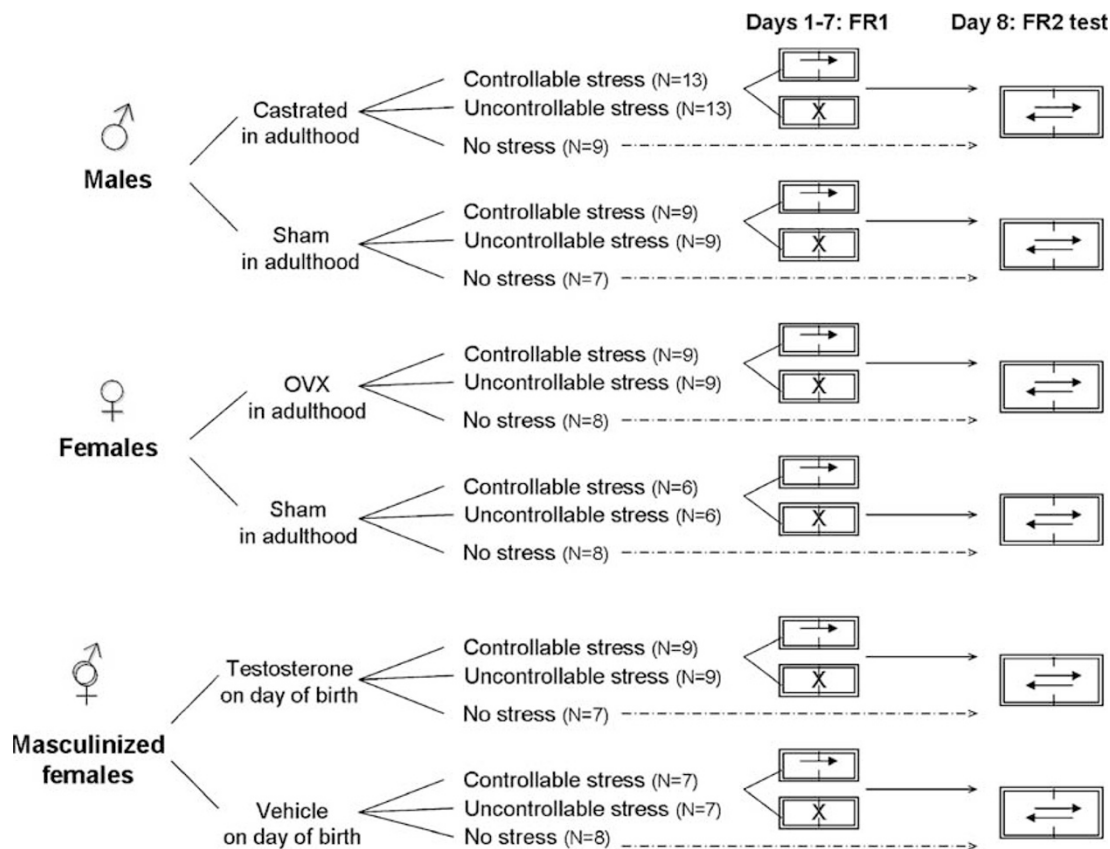 Days 1-7: FR1
Day 8: FR2 test
Males
Castrated
in adulthood
Controllable stress (N=13)
Uncontrollable stress (N=13)
No stress (N=9)
X
Sham
in adulthood
Controllable stress (N=9)
Uncontrollable stress (N=9)
No stress (N=7)
X
Females
OVX
in adulthood
Controllable stress (N=9)
Uncontrollable stress (N=9)
No stress (N=8)
X
Sham
in adulthood
Controllable stress (N=6)
Uncontrollable stress (N=6)
No stress (N=8)
X
Masculinized
females
Testosterone
on day of birth
Controllable stress (N=9)
Uncontrollable stress (N=9)
No stress (N=7)
X
Vehicle
on day of birth
Controllable stress (N=7)
Uncontrollable stress (N=7)
No stress (N=8)
X